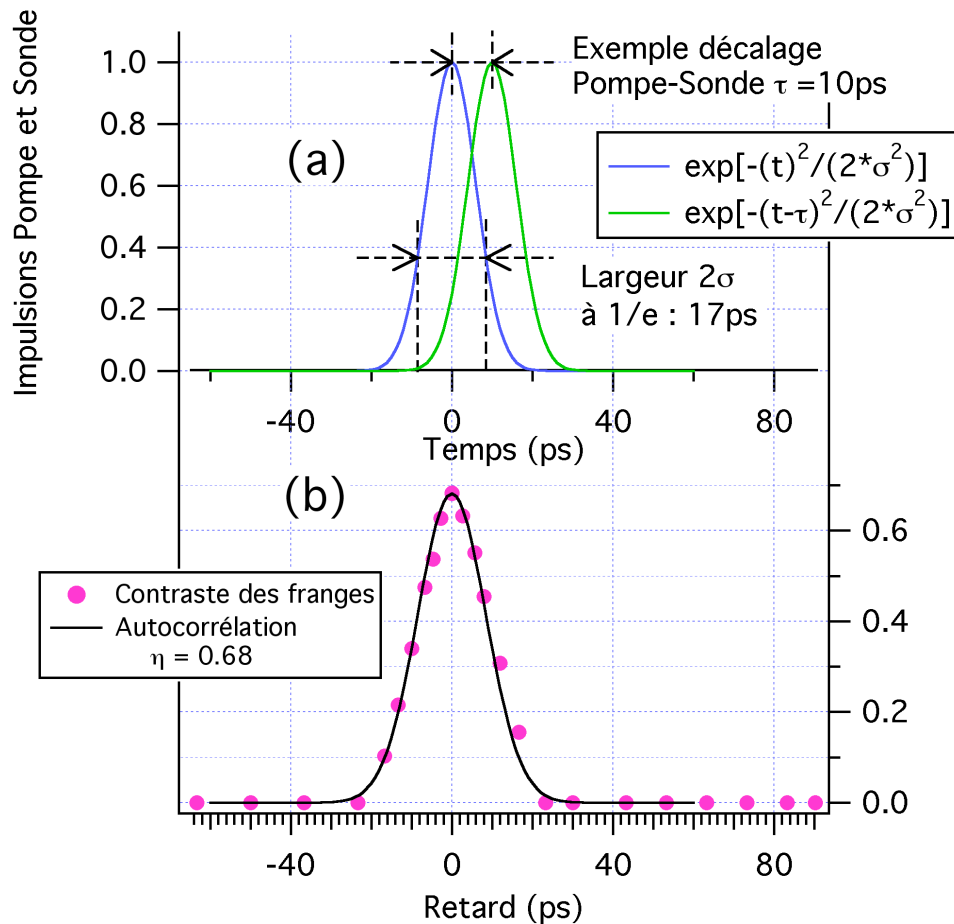 Impulsions Pompe et Sonde
1.0
0.8
0.6
0.4
0.2
0.0
(a)
Exemple décalage
Pompe-Sonde τ =10ps
exp[-(t)²/(2*σ²)]
exp[-(t-τ)²/(2*σ²)]
Largeur 2σ
à 1/e : 17ps
-40 0 40 80
Temps (ps)
(b)
Contraste des franges
Autocorrélation
η = 0.68
0.6
0.4
0.2
0.0
-40 0 40 80
Retard (ps)